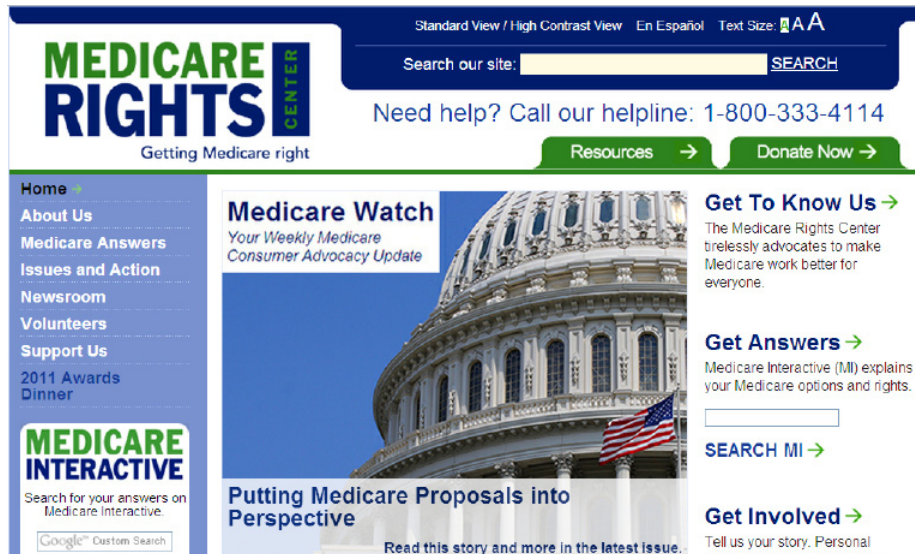 Standard View / High Contrast View En Español Text Size: A A A
Search our site: SEARCH
MEDICARE
RIGHTS
CENTER
Getting Medicare right
Need help? Call our helpline: 1-800-333-4114
Resources → Donate Now →
Home →
About Us
Medicare Answers
Issues and Action
Newsroom
Volunteers
Support Us
2011 Awards
Dinner
MEDICARE
INTERACTIVE
Search for your answers on
Medicare Interactive.
Google™ Custom Search
Medicare Watch
Your Weekly Medicare
Consumer Advocacy Update
Putting Medicare Proposals into
Perspective
Read this story and more in the latest issue.
Get To Know Us →
The Medicare Rights Center
tirelessly advocates to make
Medicare work better for
everyone.
Get Answers →
Medicare Interactive (MI) explains
your Medicare options and rights.
SEARCH MI →
Get Involved →
Tell us your story. Personal